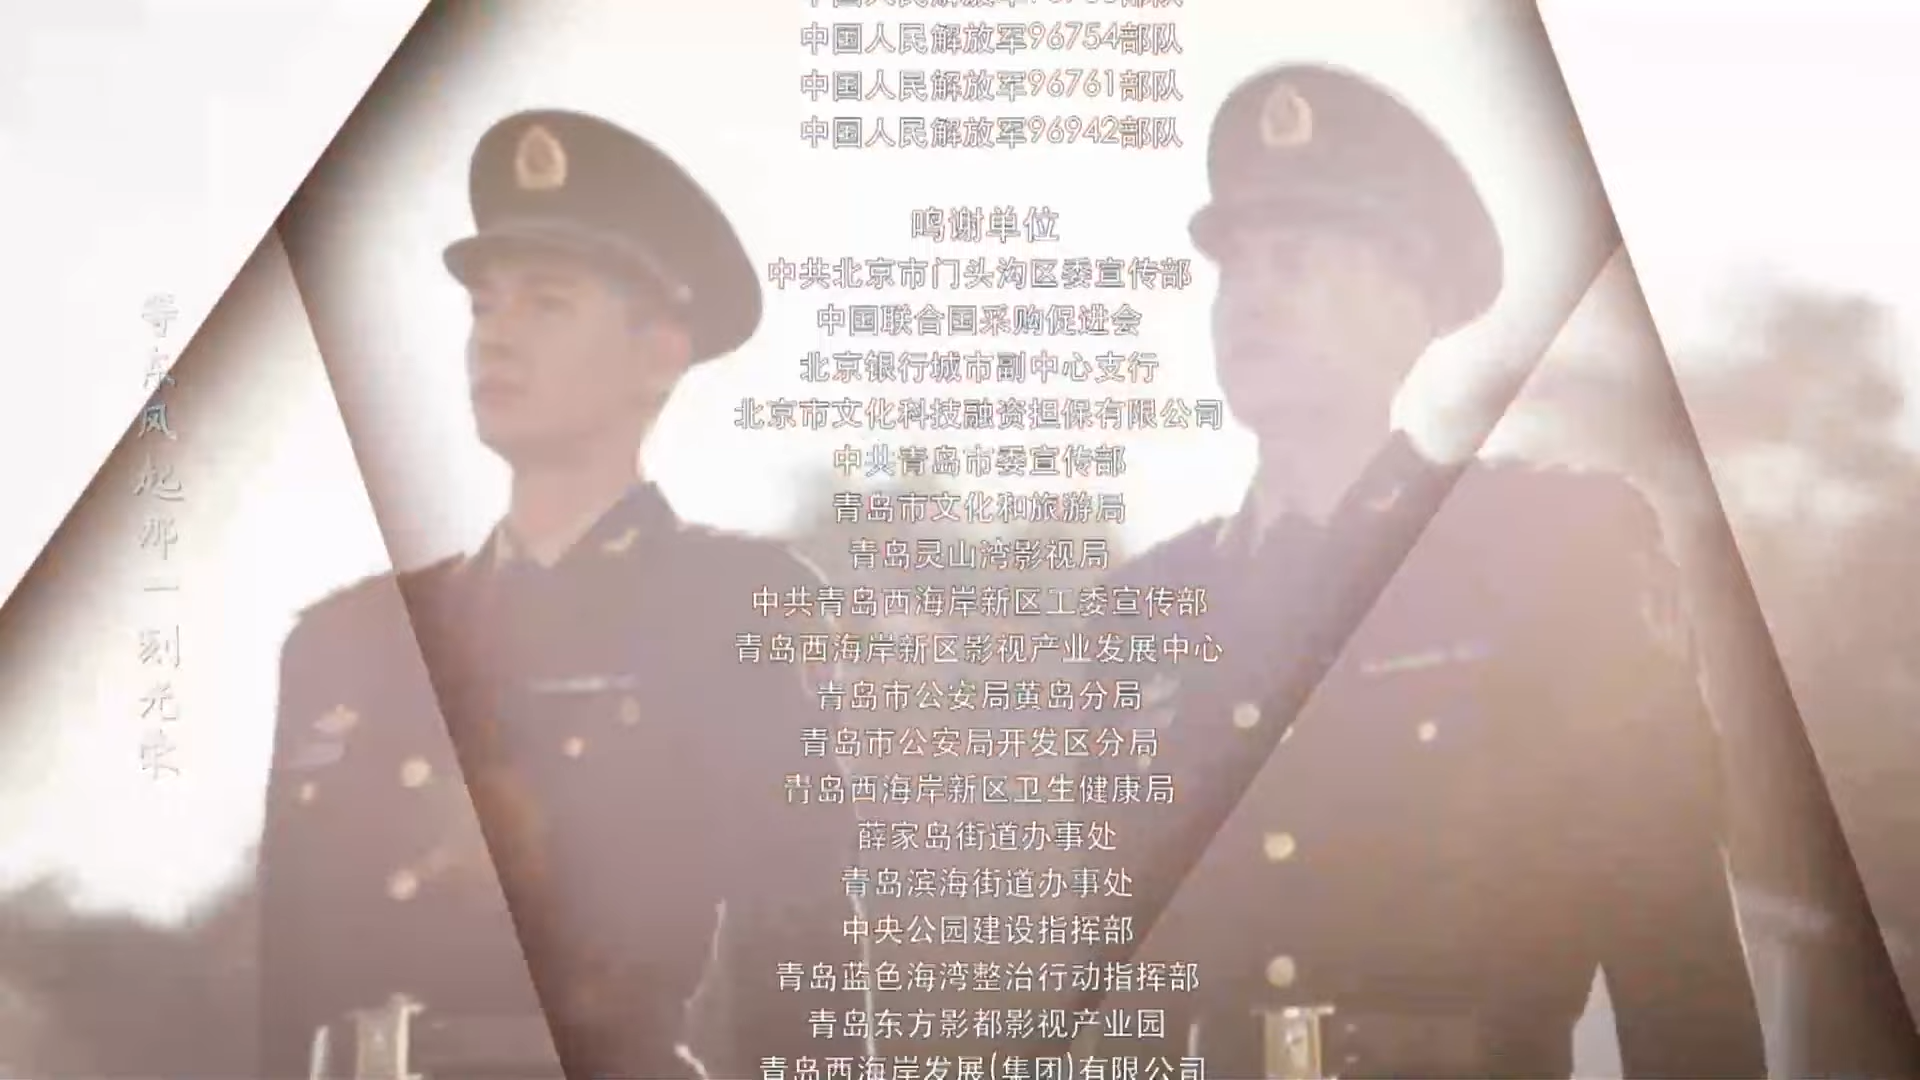 中国人民解放军96754部队
中国人民解放军96761部队
中国人民解放军96942部队
鸣谢单位
中共北京市门头沟区委宣传部
中国联合国采购促进会
北京银行城市副中心支行
北京市文化科技融资担保有限公司
中共青岛市委宣传部
青岛市文化和旅游局
青岛灵山湾影视局
中共青岛西海岸新区工委宣传部
青岛西海岸新区影视产业发展中心
青岛市公安局黄岛分局
青岛市公安局开发区分局
青岛西海岸新区卫生健康局
薛家岛街道办事处
青岛滨海街道办事处
中央公园建设指挥部
青岛蓝色海湾整治行动指挥部
青岛东方影都影视产业园
青岛西海岸发展(集团)有限公司
等东风起那一刻光荣